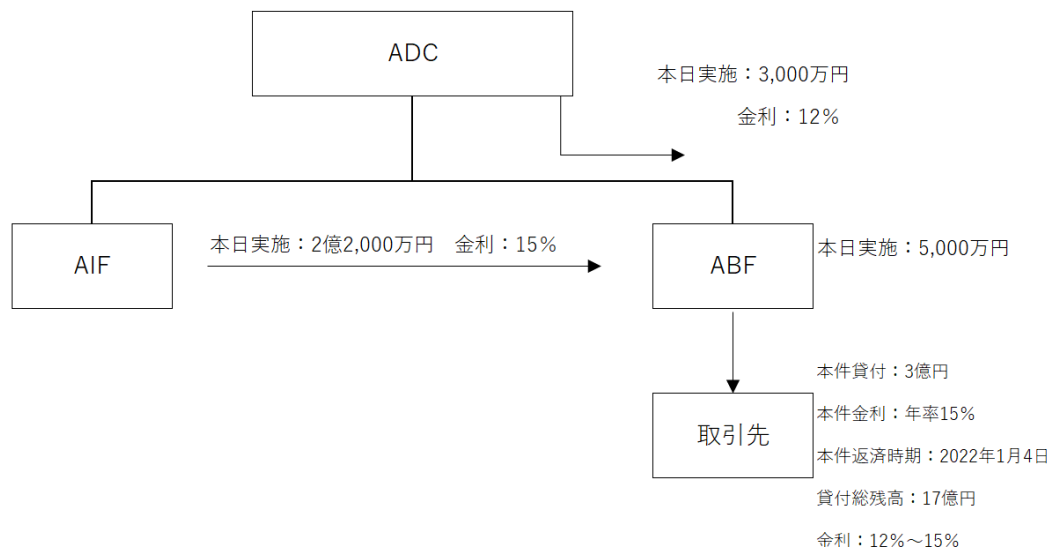 ADC
本日実施：3,000万円
金利：12%
AIF
本日実施：2億2,000万円　金利：15%
ABF
本日実施：5,000万円
取引先
本件貸付：3億円
本件金利：年率15%
本件返済時期：2022年1月4日
貸付総残高：17億円
金利：12%～15%